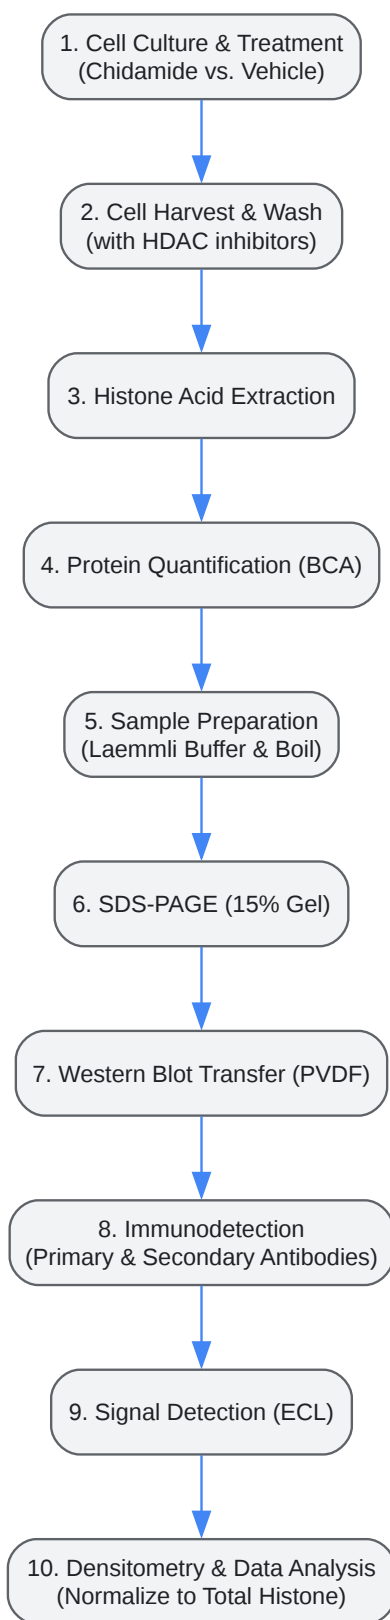 1. Cell Culture & Treatment
(Chidamide vs. Vehicle)
2. Cell Harvest & Wash
(with HDAC inhibitors)
3. Histone Acid Extraction
4. Protein Quantification (BCA)
5. Sample Preparation
(Laemmli Buffer & Boil)
6. SDS-PAGE (15% Gel)
7. Western Blot Transfer (PVDF)
8. Immunodetection
(Primary & Secondary Antibodies)
9. Signal Detection (ECL)
10. Densitometry & Data Analysis
(Normalize to Total Histone)